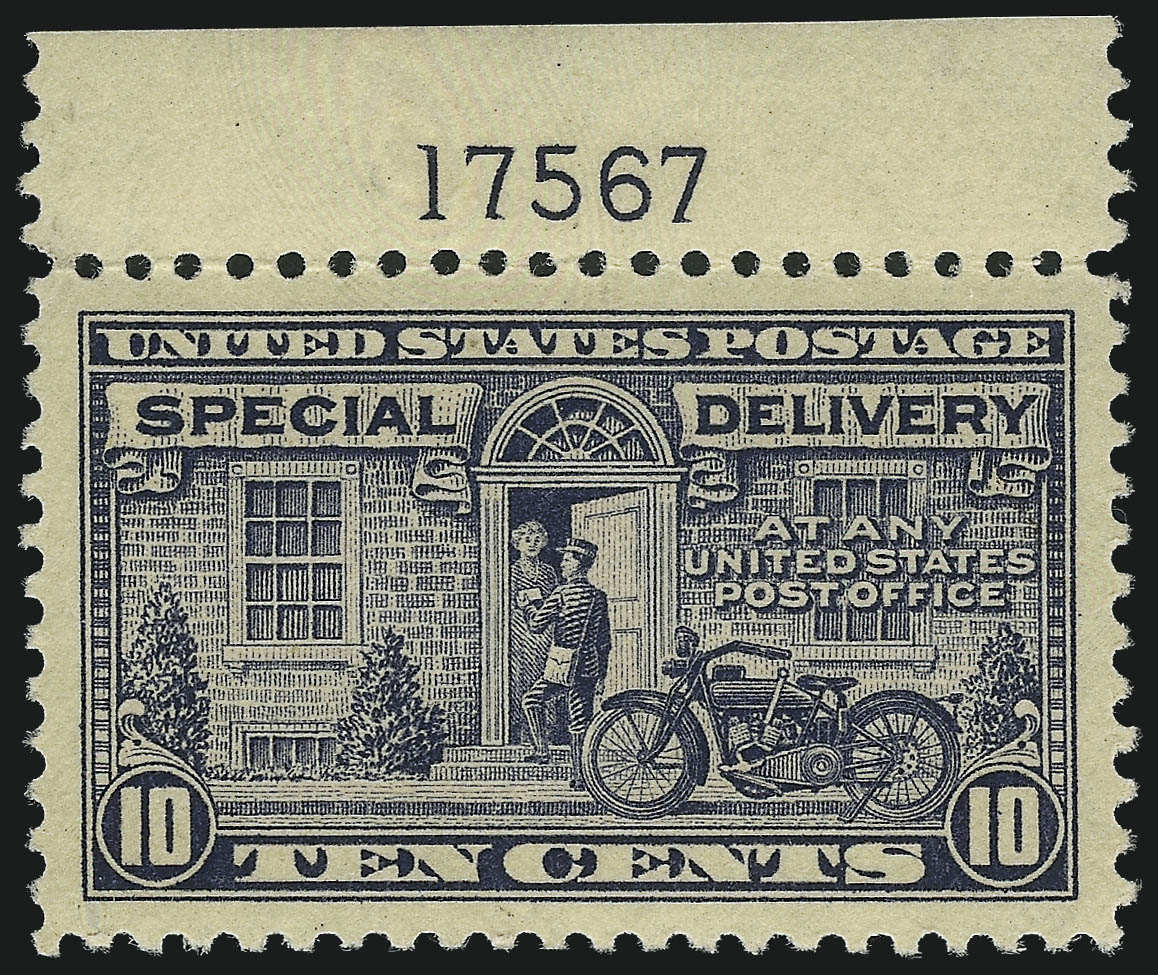 17567
UNITED STATES POSTAGE
SPECIAL DELIVERY
AT ANY
UNITED STATES
POST OFFICE
10 TEN CENTS 10